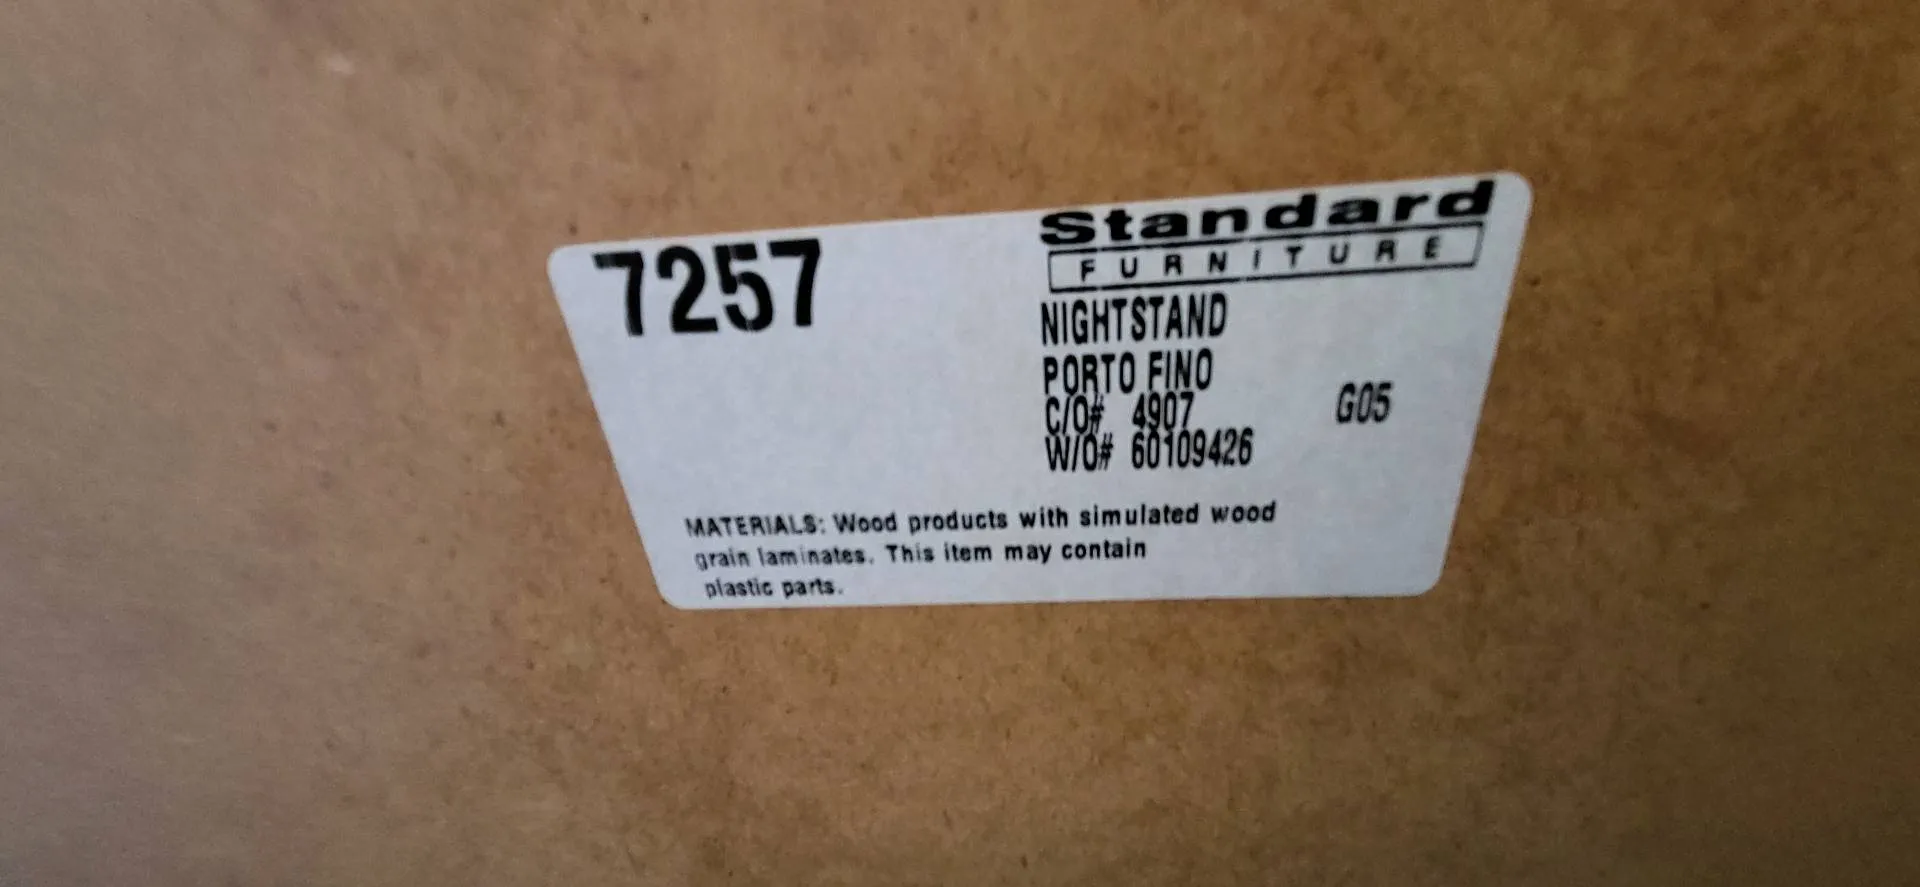 7257
Standard
FURNITURE
NIGHTSTAND
PORTO FINO
C/O# 4907
G05
W/O# 60109426
MATERIALS: Wood products with simulated wood
grain laminates. This item may contain
plastic parts.